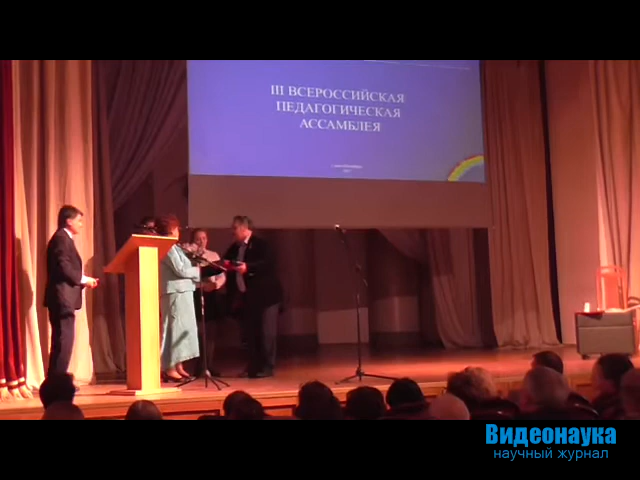 III ВСЕРОССИЙСКАЯ
ПЕДАГОГИЧЕСКАЯ
АССАМБЛЕЯ
Видеонаука
научный журнал